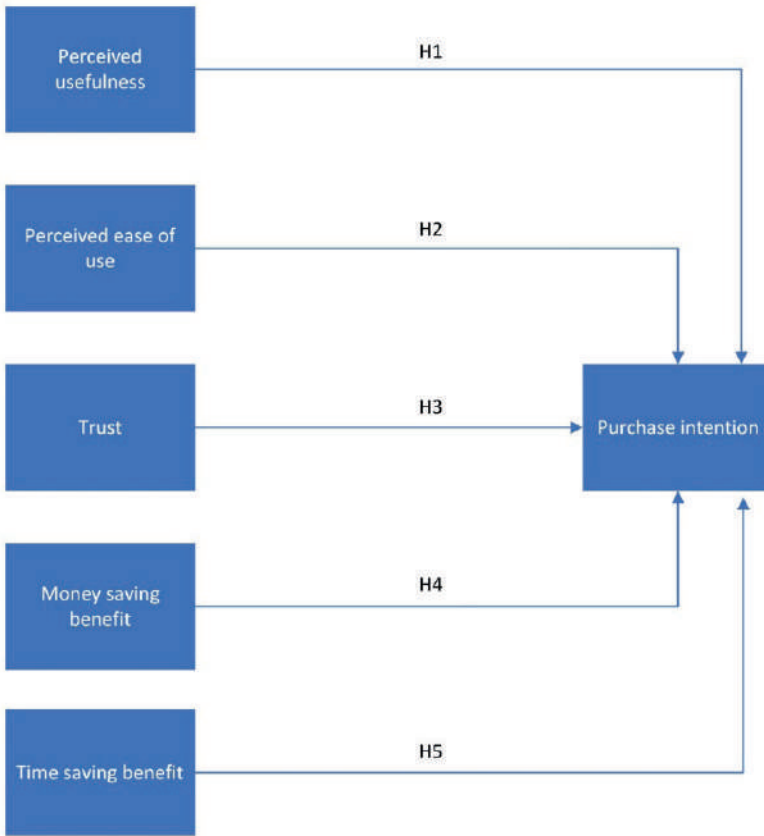 Perceived
usefulness
H1
Perceived ease of
use
H2
Trust
H3
Purchase intention
Money saving
benefit
H4
Time saving benefit
H5